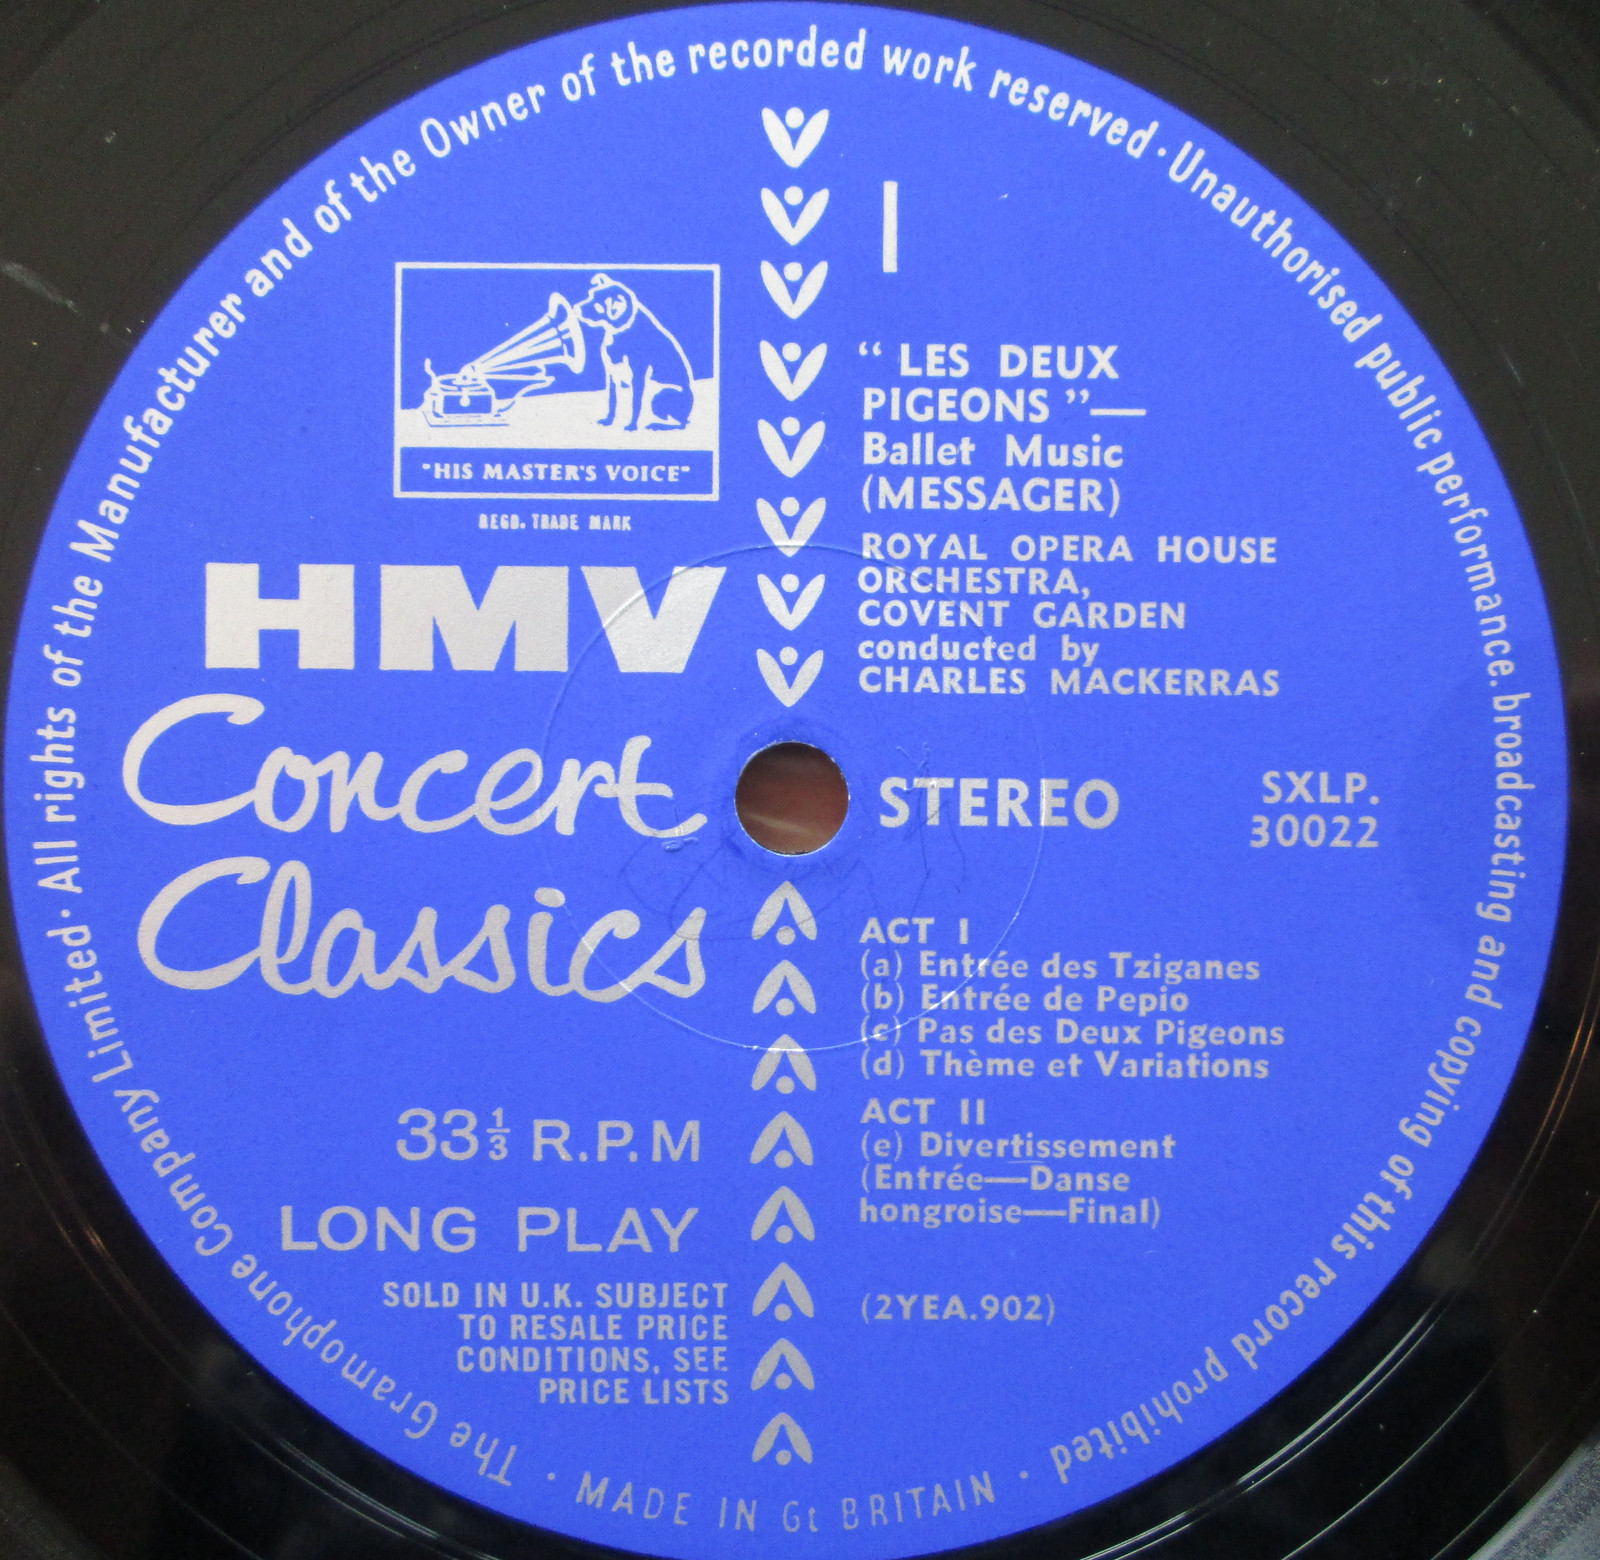 The Gramophone Company Limited · All rights of the Manufacturer and of the Owner of the recorded work reserved · Unauthorised public performance. broadcasting and copying of this record prohibited
· MADE IN Gt BRITAIN ·
"HIS MASTER'S VOICE"
REGD. TRADE MARK
HMV
Concert
Classics
33⅓ R.P.M
LONG PLAY
SOLD IN U.K. SUBJECT
TO RESALE PRICE
CONDITIONS, SEE
PRICE LISTS
I
“ LES DEUX
PIGEONS ”—
Ballet Music
(MESSAGER)
ROYAL OPERA HOUSE
ORCHESTRA,
COVENT GARDEN
conducted by
CHARLES MACKERRAS
STEREO
SXLP.
30022
ACT I
(a) Entrée des Tziganes
(b) Entrée de Pepio
(c) Pas des Deux Pigeons
(d) Thème et Variations
ACT II
(e) Divertissement
(Entrée—Danse
hongroise—Final)
(2YEA.902)